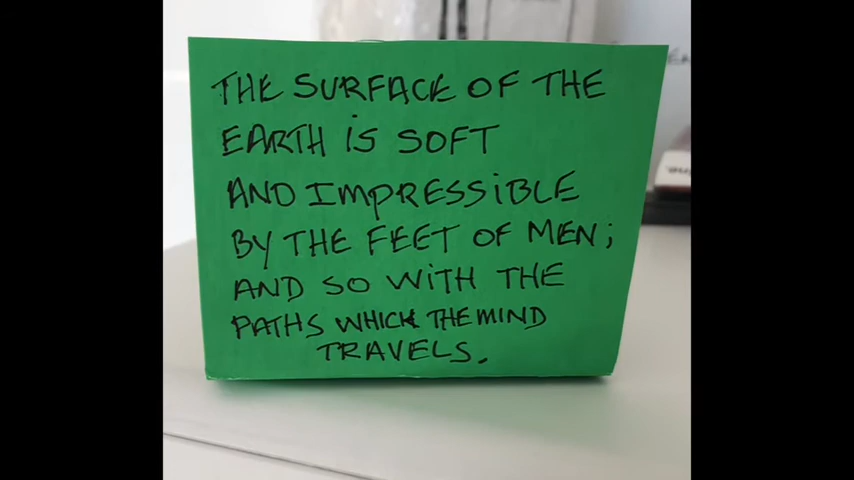 THE SURFACE OF THE
EARTH IS SOFT
AND IMPRESSIBLE
BY THE FEET OF MEN;
AND SO WITH THE
PATHS WHICH THE MIND
TRAVELS.